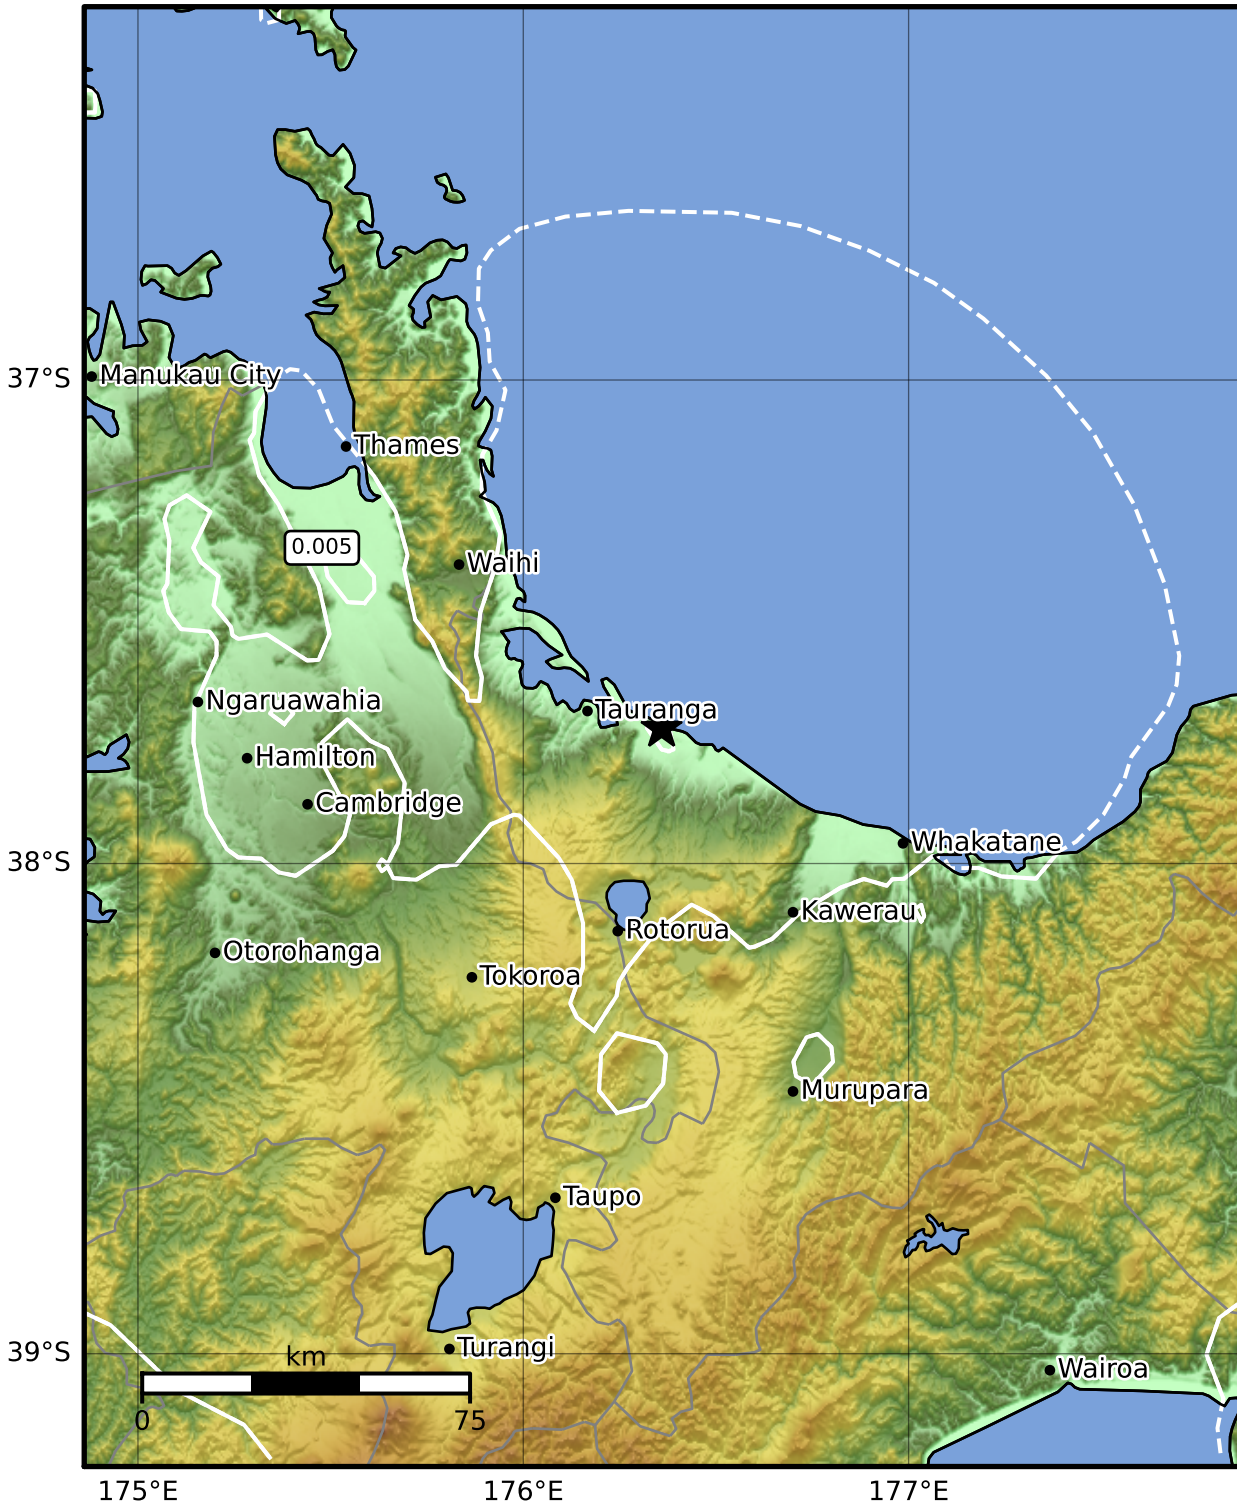 Manukau City
37°S
Thames
0.005
Waihi
Ngaruawahia
Tauranga
Hamilton
Cambridge
Whakatane
38°S
Kawerau
Rotorua
Otorohanga
Tokoroa
Murupara
Taupo
Turangi
39°S
km
Wairoa
0
75
175°E
176°E
177°E